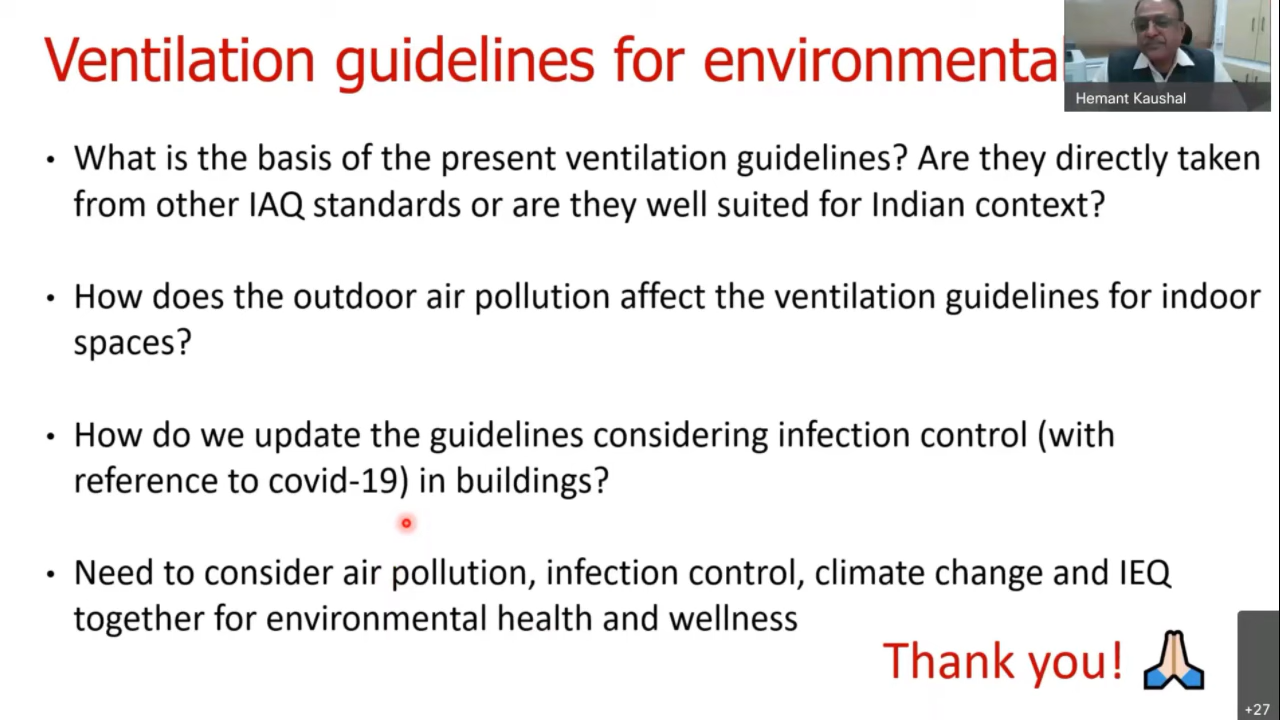 Ventilation guidelines for environmenta
Hemant Kaushal
• What is the basis of the present ventilation guidelines? Are they directly taken
from other IAQ standards or are they well suited for Indian context?
• How does the outdoor air pollution affect the ventilation guidelines for indoor
spaces?
• How do we update the guidelines considering infection control (with
reference to covid-19) in buildings?
• Need to consider air pollution, infection control, climate change and IEQ
together for environmental health and wellness
Thank you!
+27